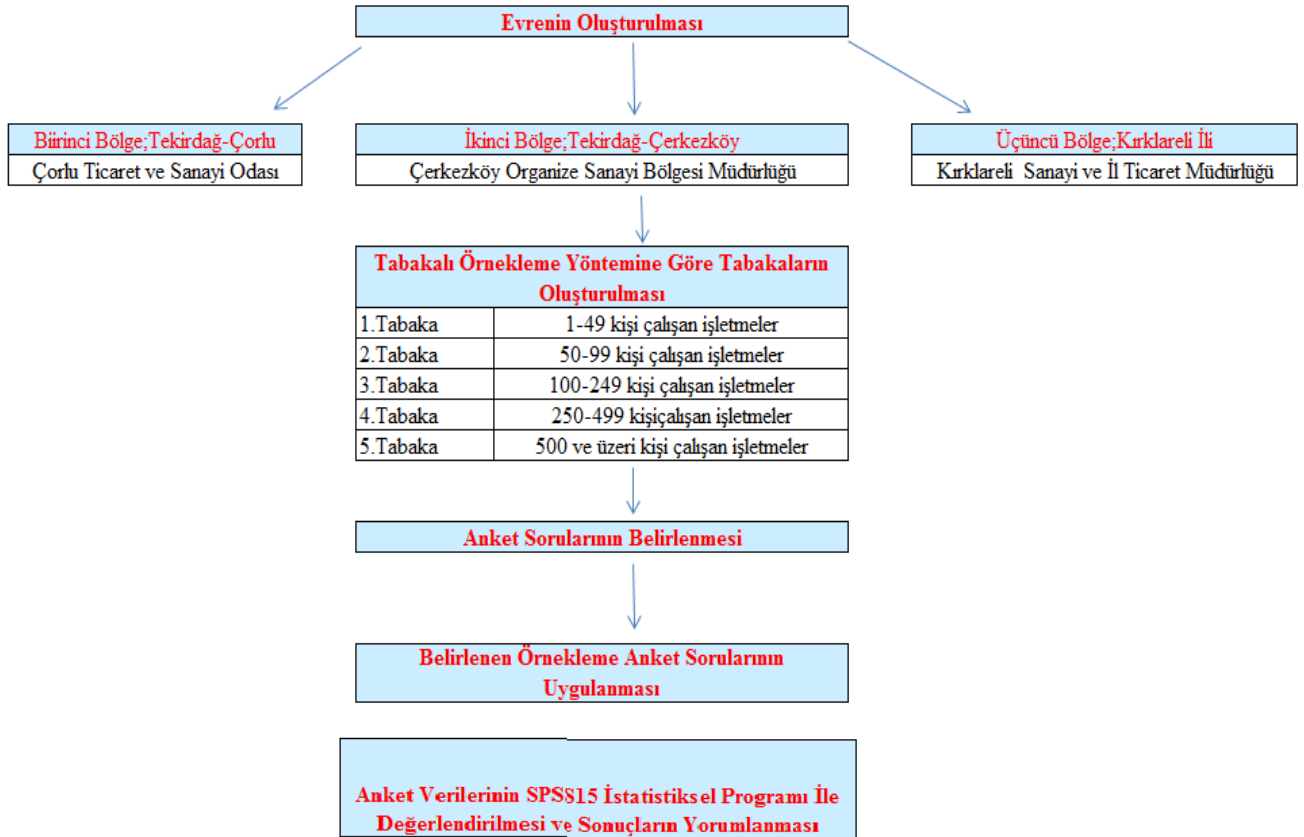 Evrenin Oluşturulması
Biirinci Bölge;Tekirdağ-Çorlu
Çorlu Ticaret ve Sanayi Odası
İkinci Bölge;Tekirdağ-Çerkezköy
Çerkezköy Organize Sanayi Bölgesi Müdürlüğü
Üçüncü Bölge;Kırklareli İli
Kırklareli Sanayi ve İl Ticaret Müdürlüğü
Tabakalı Örnekleme Yöntemine Göre Tabakaların
Oluşturulması
1.Tabaka 1-49 kişi çalışan işletmeler
2.Tabaka 50-99 kişi çalışan işletmeler
3.Tabaka 100-249 kişi çalışan işletmeler
4.Tabaka 250-499 kişiçalışan işletmeler
5.Tabaka 500 ve üzeri kişi çalışan işletmeler
Anket Sorularının Belirlenmesi
Belirlenen Örnekleme Anket Sorularının
Uygulanması
Anket Verilerinin SPSS15 İstatistiksel Programı İle
Değerlendirilmesi ve Sonuçların Yorumlanması